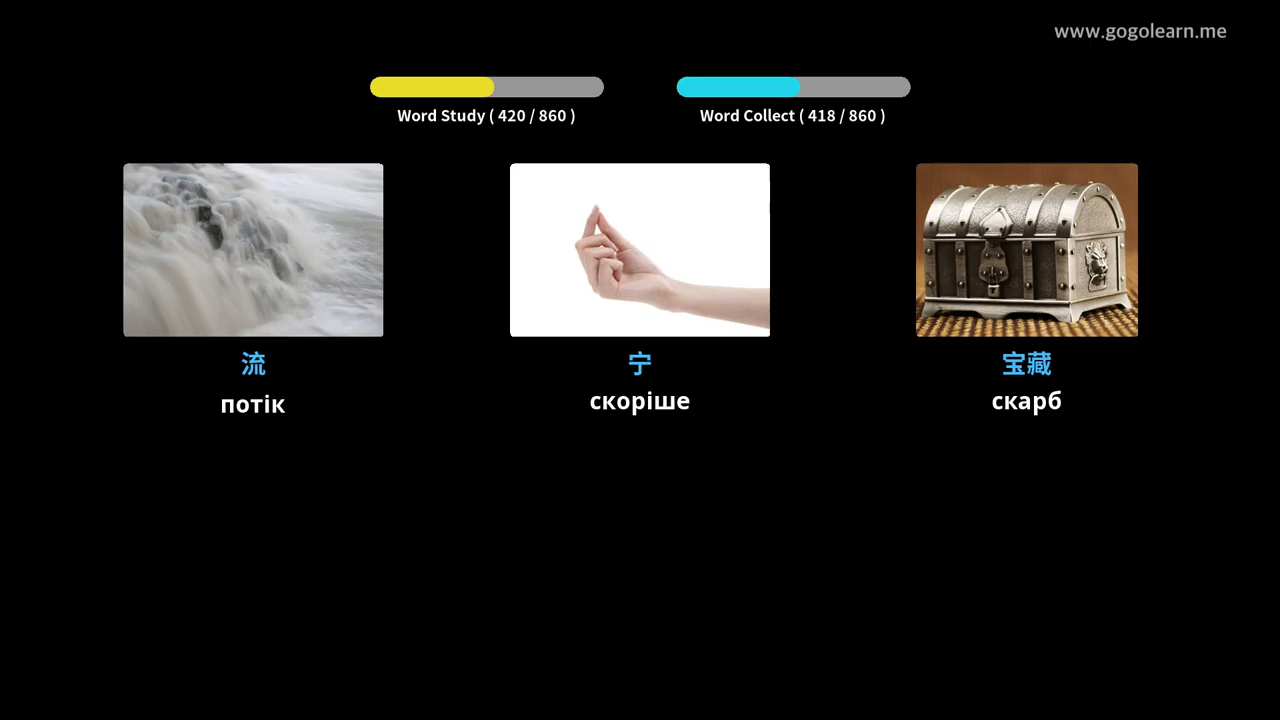 www.gogolearn.me
Word Study ( 420 / 860 )
Word Collect ( 418 / 860 )
流
宁
宝藏
потік
скоріше
скарб